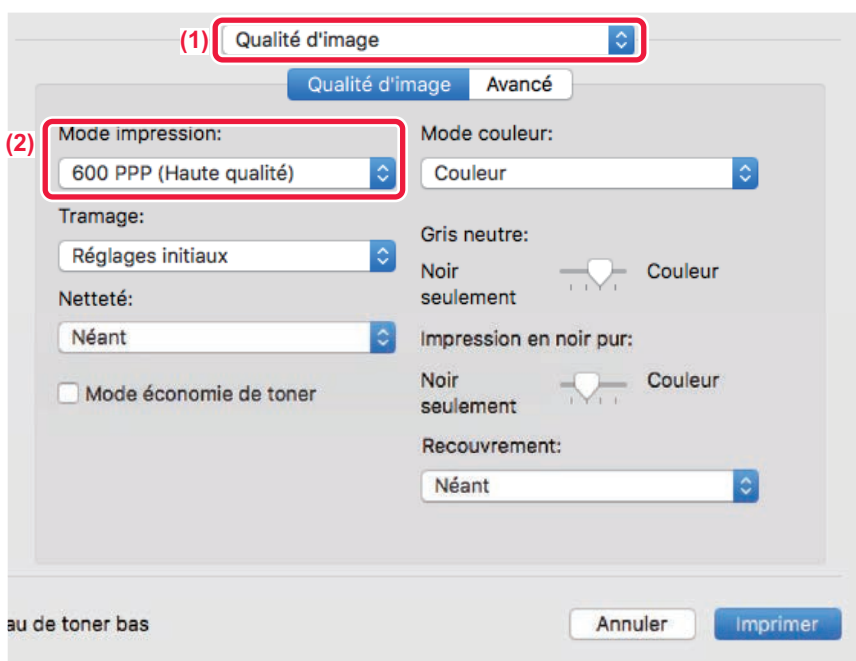 (1) Qualité d'image
Qualité d'image Avancé
(2) Mode impression:
600 PPP (Haute qualité)
Tramage:
Réglages initiaux
Netteté:
Néant
Mode économie de toner
Mode couleur:
Couleur
Gris neutre:
Noir seulement
Couleur
Impression en noir pur:
Noir seulement
Couleur
Recouvrement:
Néant
au de toner bas
Annuler Imprimer